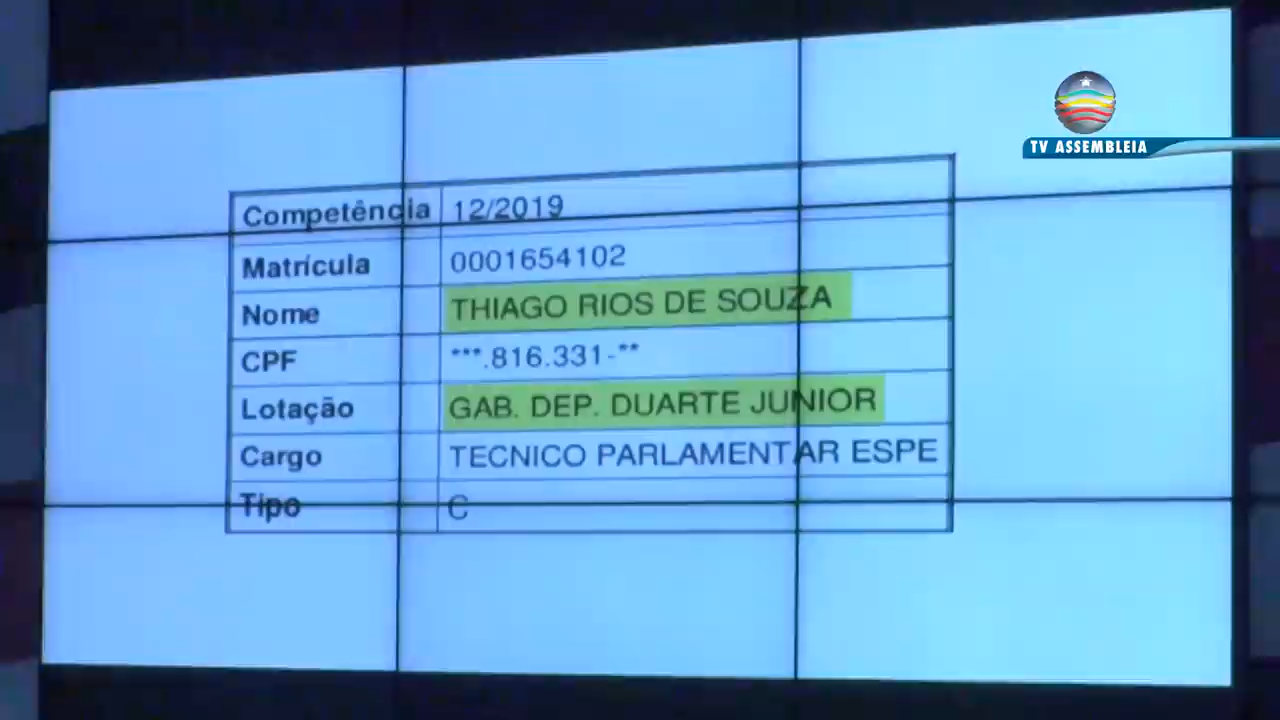 TV ASSEMBLEIA
Competência 12/2019
Matrícula 0001654102
Nome THIAGO RIOS DE SOUZA
CPF ***.816.331-**
Lotação GAB. DEP. DUARTE JUNIOR
Cargo TECNICO PARLAMENTAR ESPE
Tipo C